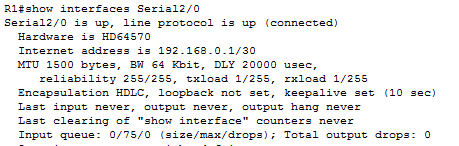 R1#show interfaces Serial2/0
Serial2/0 is up, line protocol is up (connected)
Hardware is HD64570
Internet address is 192.168.0.1/30
MTU 1500 bytes, BW 64 Kbit, DLY 20000 usec,
reliability 255/255, txload 1/255, rxload 1/255
Encapsulation HDLC, loopback not set, keepalive set (10 sec)
Last input never, output never, output hang never
Last clearing of "show interface" counters never
Input queue: 0/75/0 (size/max/drops); Total output drops: 0